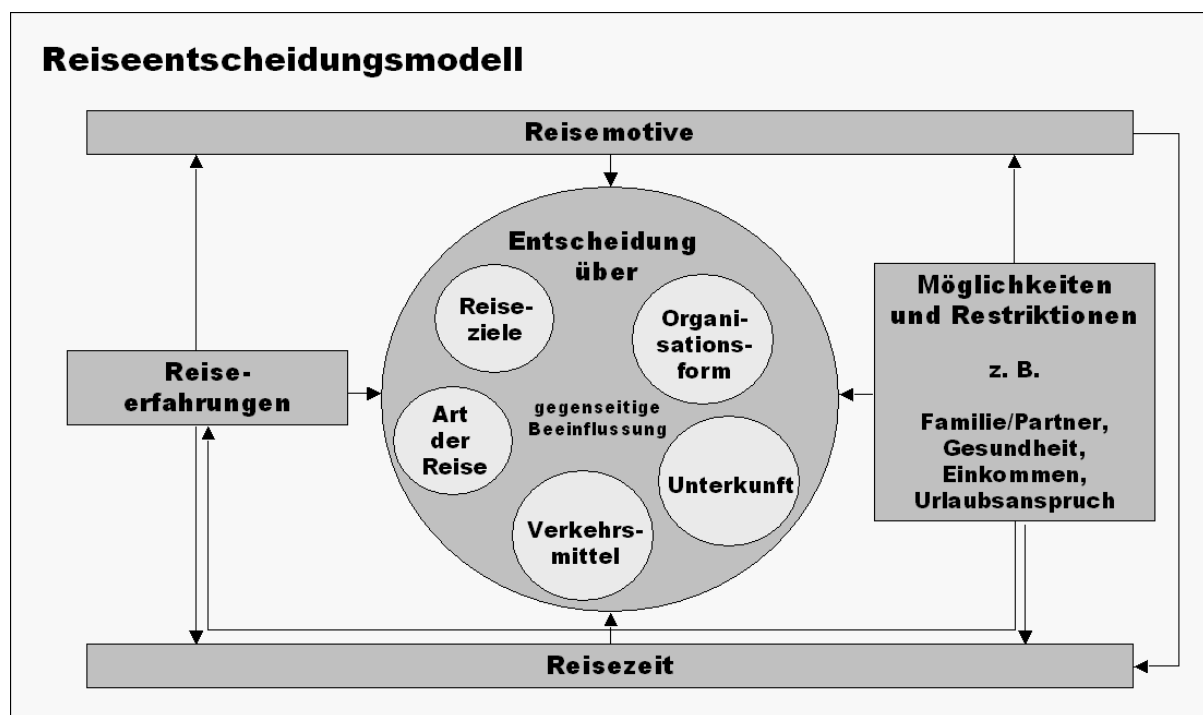 Reiseentscheidungsmodell
Reisemotive
Entscheidung
über
Reise-
ziele
Organi-
sations-
form
Art
der
Reise
gegenseitige
Beeinflussung
Unterkunft
Verkehrs-
mittel
Reise-
erfahrungen
Möglichkeiten
und Restriktionen
z. B.
Familie/Partner,
Gesundheit,
Einkommen,
Urlaubsanspruch
Reisezeit